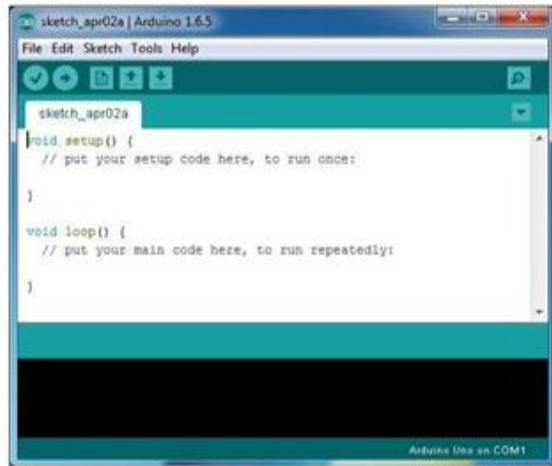 sketch_apr02a | Arduino 1.6.5
File Edit Sketch Tools Help
sketch_apr02a
void setup() {
// put your setup code here, to run once:
}
void loop() {
// put your main code here, to run repeatedly:
}
Arduino Uno on COM1